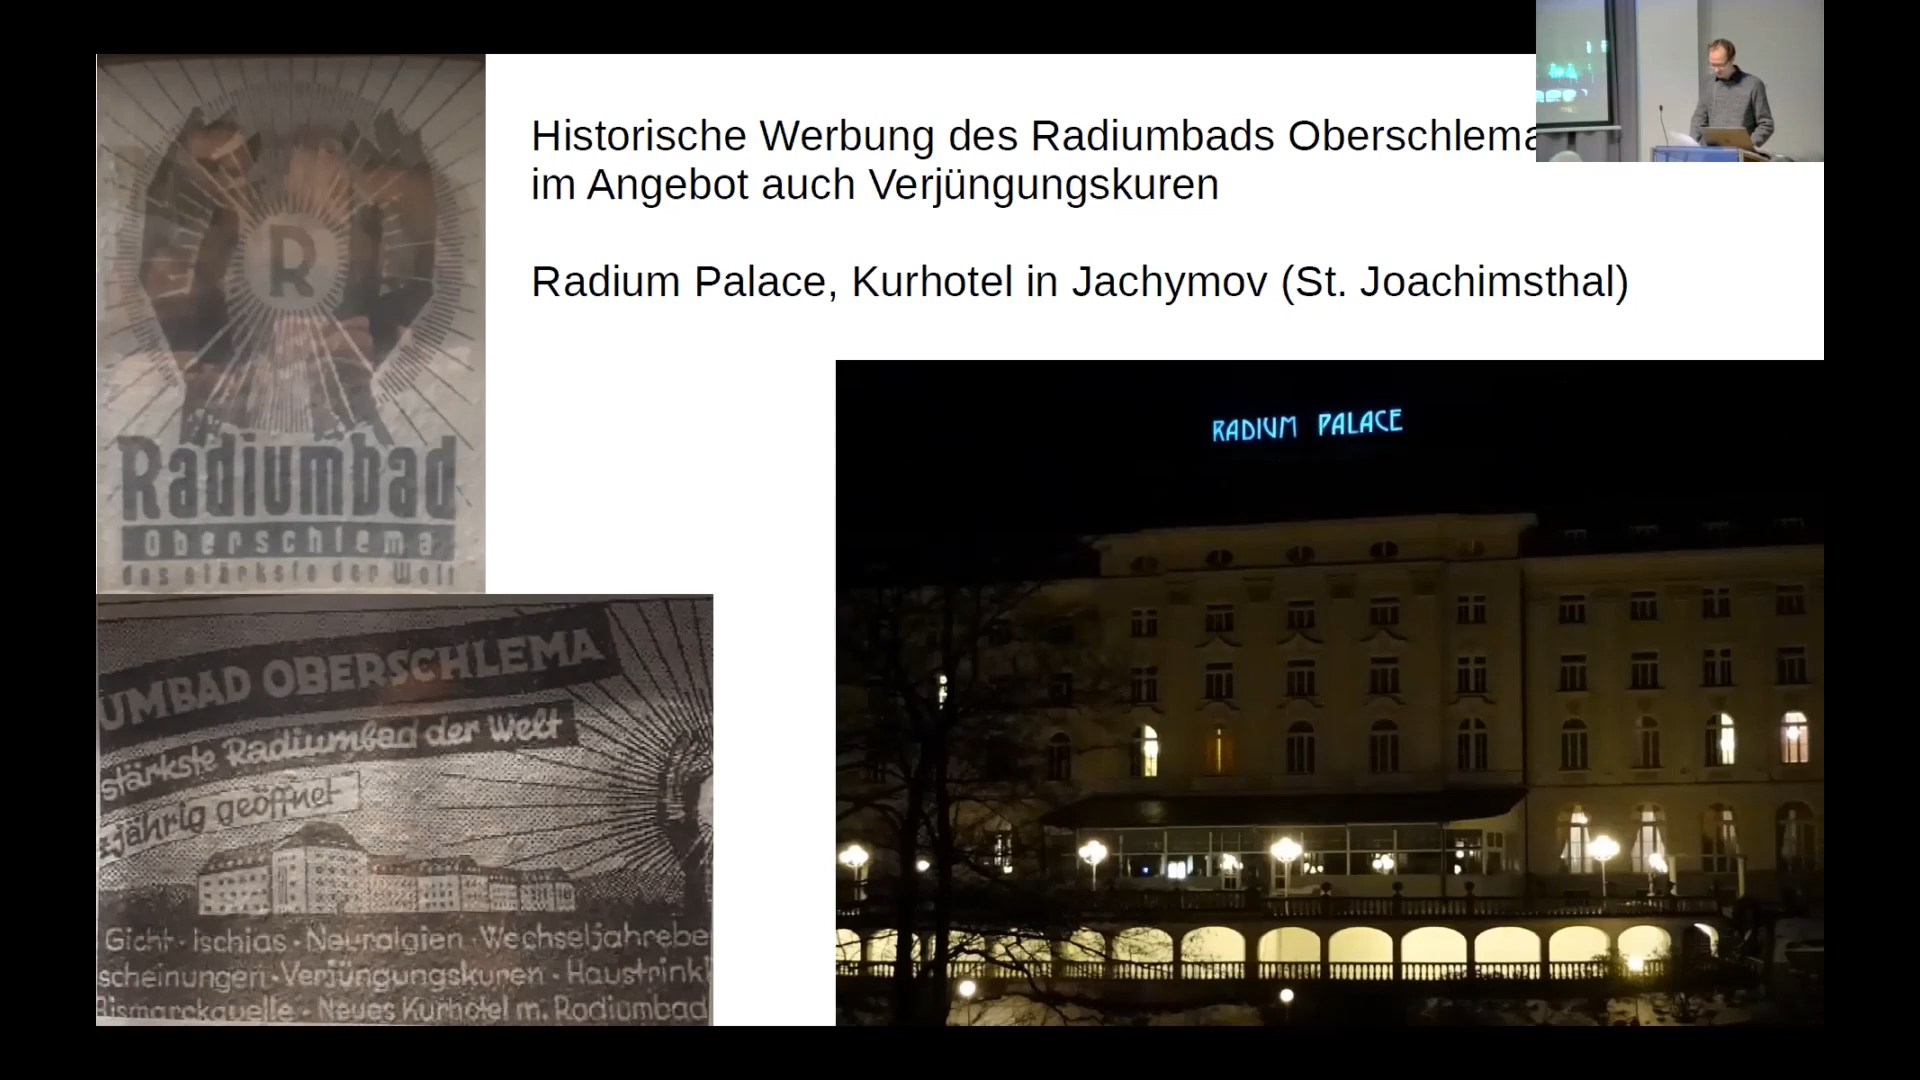 Historische Werbung des Radiumbads Oberschlema
im Angebot auch Verjüngungskuren
Radium Palace, Kurhotel in Jachymov (St. Joachimsthal)
R
Radiumbad
Oberschlema
das stärkste der Welt
RADIUM PALACE
UMBAD OBERSCHLEMA
stärkste Radiumbad der Welt
zjährig geöffnet
Gicht · Ischias · Neuralgien · Wechseljahrebe
scheinungen · Verjüngungskuren · Haustrink
Bismarckquelle · Neues Kurhotel m. Radiumbad